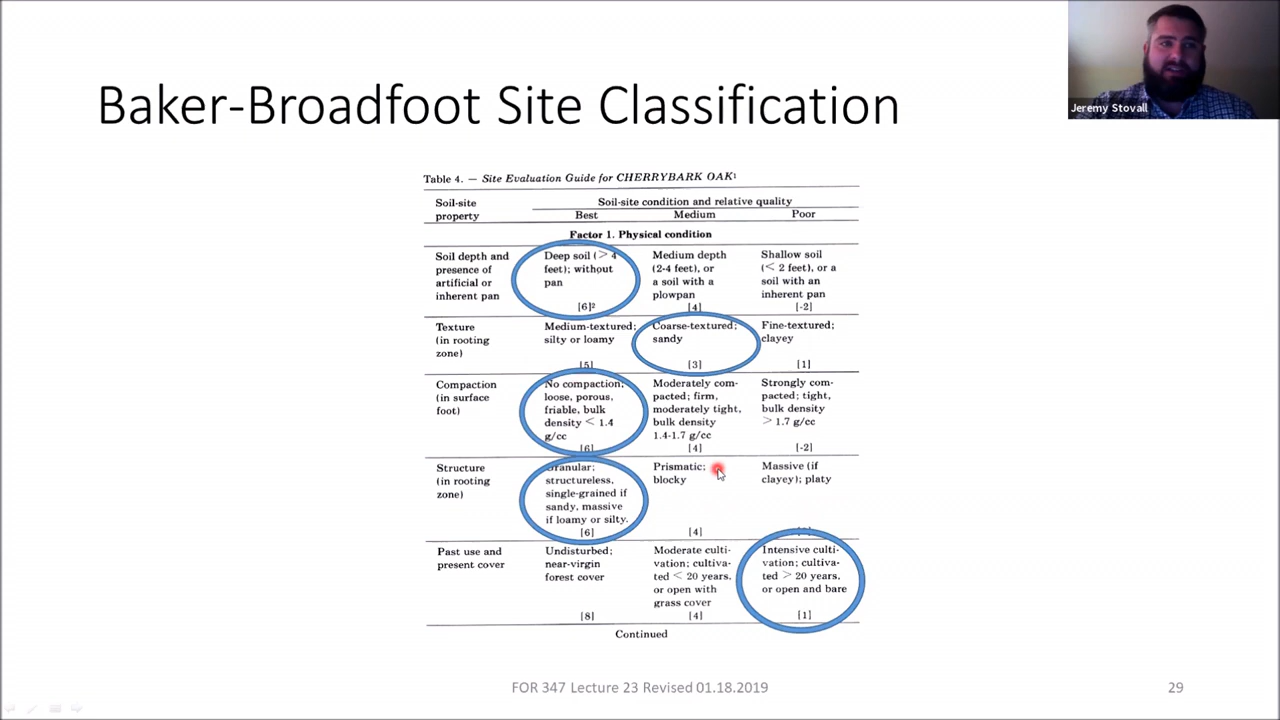 Jeremy Stovall
Baker-Broadfoot Site Classification
Table 4. — Site Evaluation Guide for CHERRYBARK OAK¹
Soil-site property
Soil-site condition and relative quality
Best Medium Poor
Factor 1. Physical condition
Soil depth and Deep soil (> 4 Medium depth Shallow soil
presence of feet); without (2-4 feet), or (< 2 feet), or a
artificial or pan a soil with a soil with an
inherent pan plowpan inherent pan
[6]² [4] [-2]
Texture Medium-textured; Coarse-textured; Fine-textured;
(in rooting silty or loamy sandy clayey
zone)
[5] [3] [1]
Compaction No compaction, Moderately com- Strongly com-
(in surface loose, porous, pacted; firm, pacted; tight,
foot) friable, bulk moderately tight, bulk density
density < 1.4 bulk density > 1.7 g/cc
g/cc 1.4-1.7 g/cc
[6] [4] [-2]
Structure Granular; Prismatic; Massive (if
(in rooting structureless, blocky clayey); platy
zone) single-grained if
sandy, massive
if loamy or silty.
[6] [4]
Past use and Undisturbed; Moderate culti- Intensive culti-
present cover near-virgin vation; cultiva- vation; cultiva-
forest cover ted < 20 years, ted > 20 years,
or open with or open and bare
grass cover
[8] [4] [1]
Continued
FOR 347 Lecture 23 Revised 01.18.2019
29